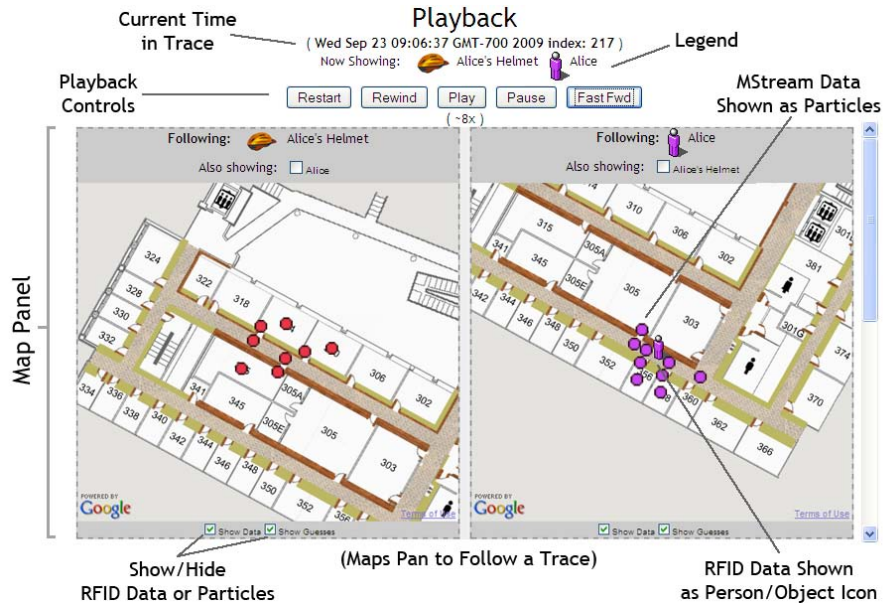 Playback
Current Time
in Trace
( Wed Sep 23 09:06:37 GMT-700 2009 index: 217 )
Now Showing: Alice's Helmet Alice
Legend
Playback
Controls
Restart Rewind Play Pause Fast Fwd
( ~8x )
MStream Data
Shown as Particles
Following: Alice's Helmet
Also showing: Alice
Following: Alice
Also showing: Alice's Helmet
Map Panel
324
328
330
332
322
318
306
302
334
336
338
340
342
344
346
348
350
352
341
345
305A
305E
305
303
POWERED BY
Google
Terms of Use
315
310
306
302
301
381
341
345
305A
305E
305
303
301G
342
344
346
348
350
352
360
362
366
370
374
POWERED BY
Google
Terms of Use
Show Data Show Guesses
Show Data Show Guesses
(Maps Pan to Follow a Trace)
Show/Hide
RFID Data or Particles
RFID Data Shown
as Person/Object Icon